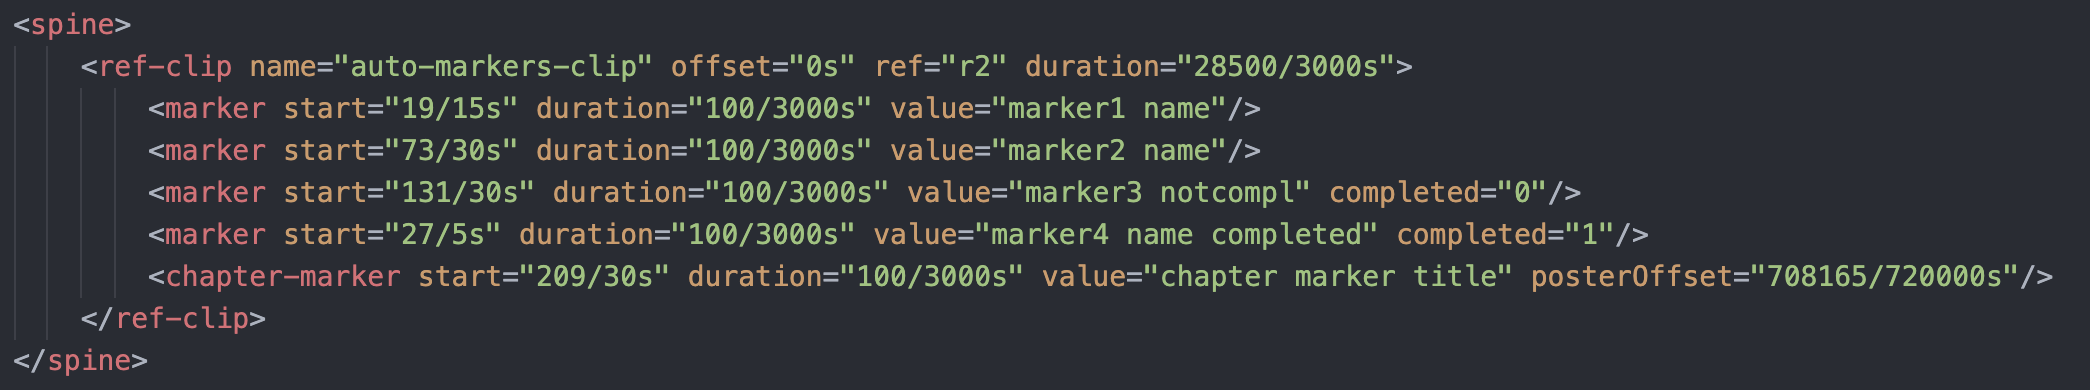 <spine>
<ref-clip name="auto-markers-clip" offset="0s" ref="r2" duration="28500/3000s">
<marker start="19/15s" duration="100/3000s" value="marker1 name"/>
<marker start="73/30s" duration="100/3000s" value="marker2 name"/>
<marker start="131/30s" duration="100/3000s" value="marker3 notcompl" completed="0"/>
<marker start="27/5s" duration="100/3000s" value="marker4 name completed" completed="1"/>
<chapter-marker start="209/30s" duration="100/3000s" value="chapter marker title" posterOffset="708165/720000s"/>
</ref-clip>
</spine>